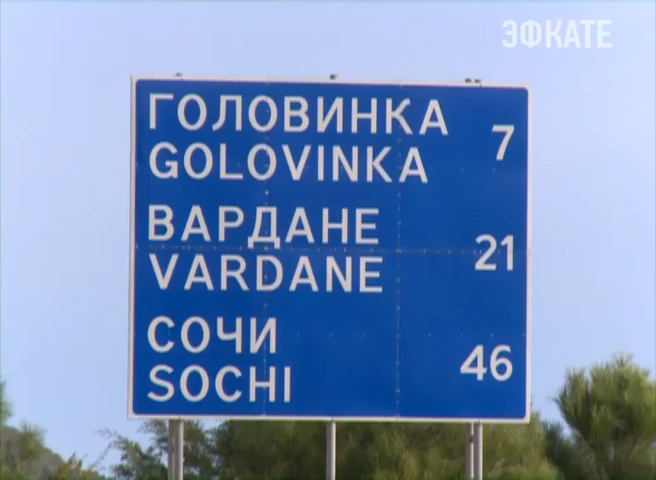 ЭФКАТЕ
ГОЛОВИНКА
GOLOVINKA 7
ВАРДАНЕ
VARDANE 21
СОЧИ
SOCHI 46